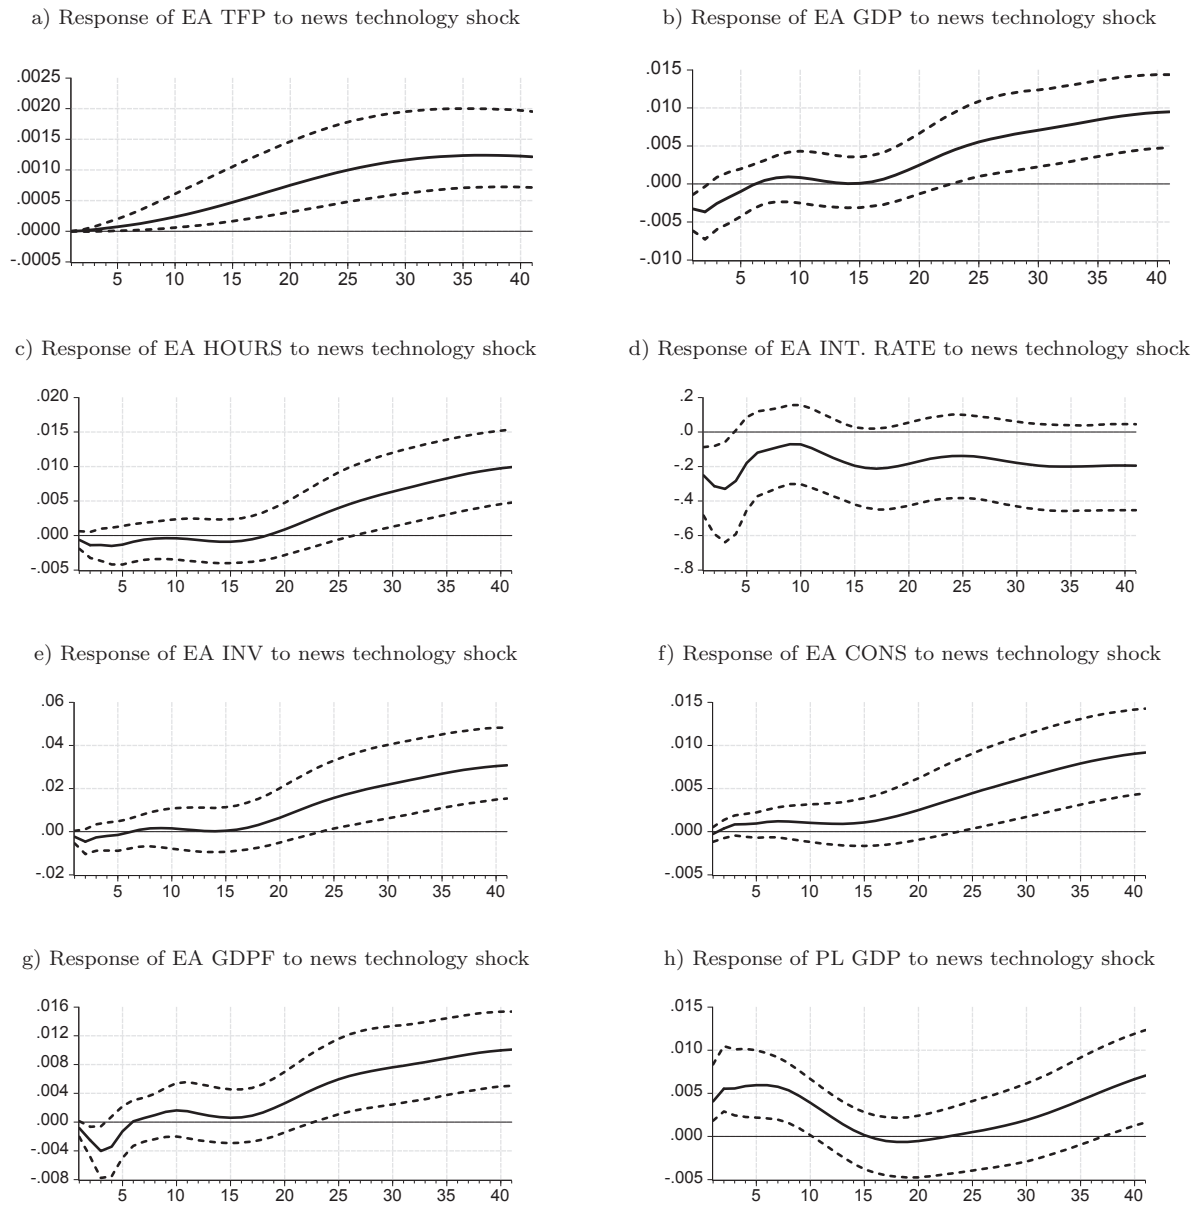 a) Response of EA TFP to news technology shock
.0025
.0020
.0015
.0010
.0005
.0000
-.0005
5 10 15 20 25 30 35 40
b) Response of EA GDP to news technology shock
.015
.010
.005
.000
-.005
-.010
5 10 15 20 25 30 35 40
c) Response of EA HOURS to news technology shock
.020
.015
.010
.005
.000
-.005
5 10 15 20 25 30 35 40
d) Response of EA INT. RATE to news technology shock
.2
.0
-.2
-.4
-.6
-.8
5 10 15 20 25 30 35 40
e) Response of EA INV to news technology shock
.06
.04
.02
.00
-.02
5 10 15 20 25 30 35 40
f) Response of EA CONS to news technology shock
.015
.010
.005
.000
-.005
5 10 15 20 25 30 35 40
g) Response of EA GDPF to news technology shock
.016
.012
.008
.004
.000
-.004
-.008
5 10 15 20 25 30 35 40
h) Response of PL GDP to news technology shock
.015
.010
.005
.000
-.005
5 10 15 20 25 30 35 40